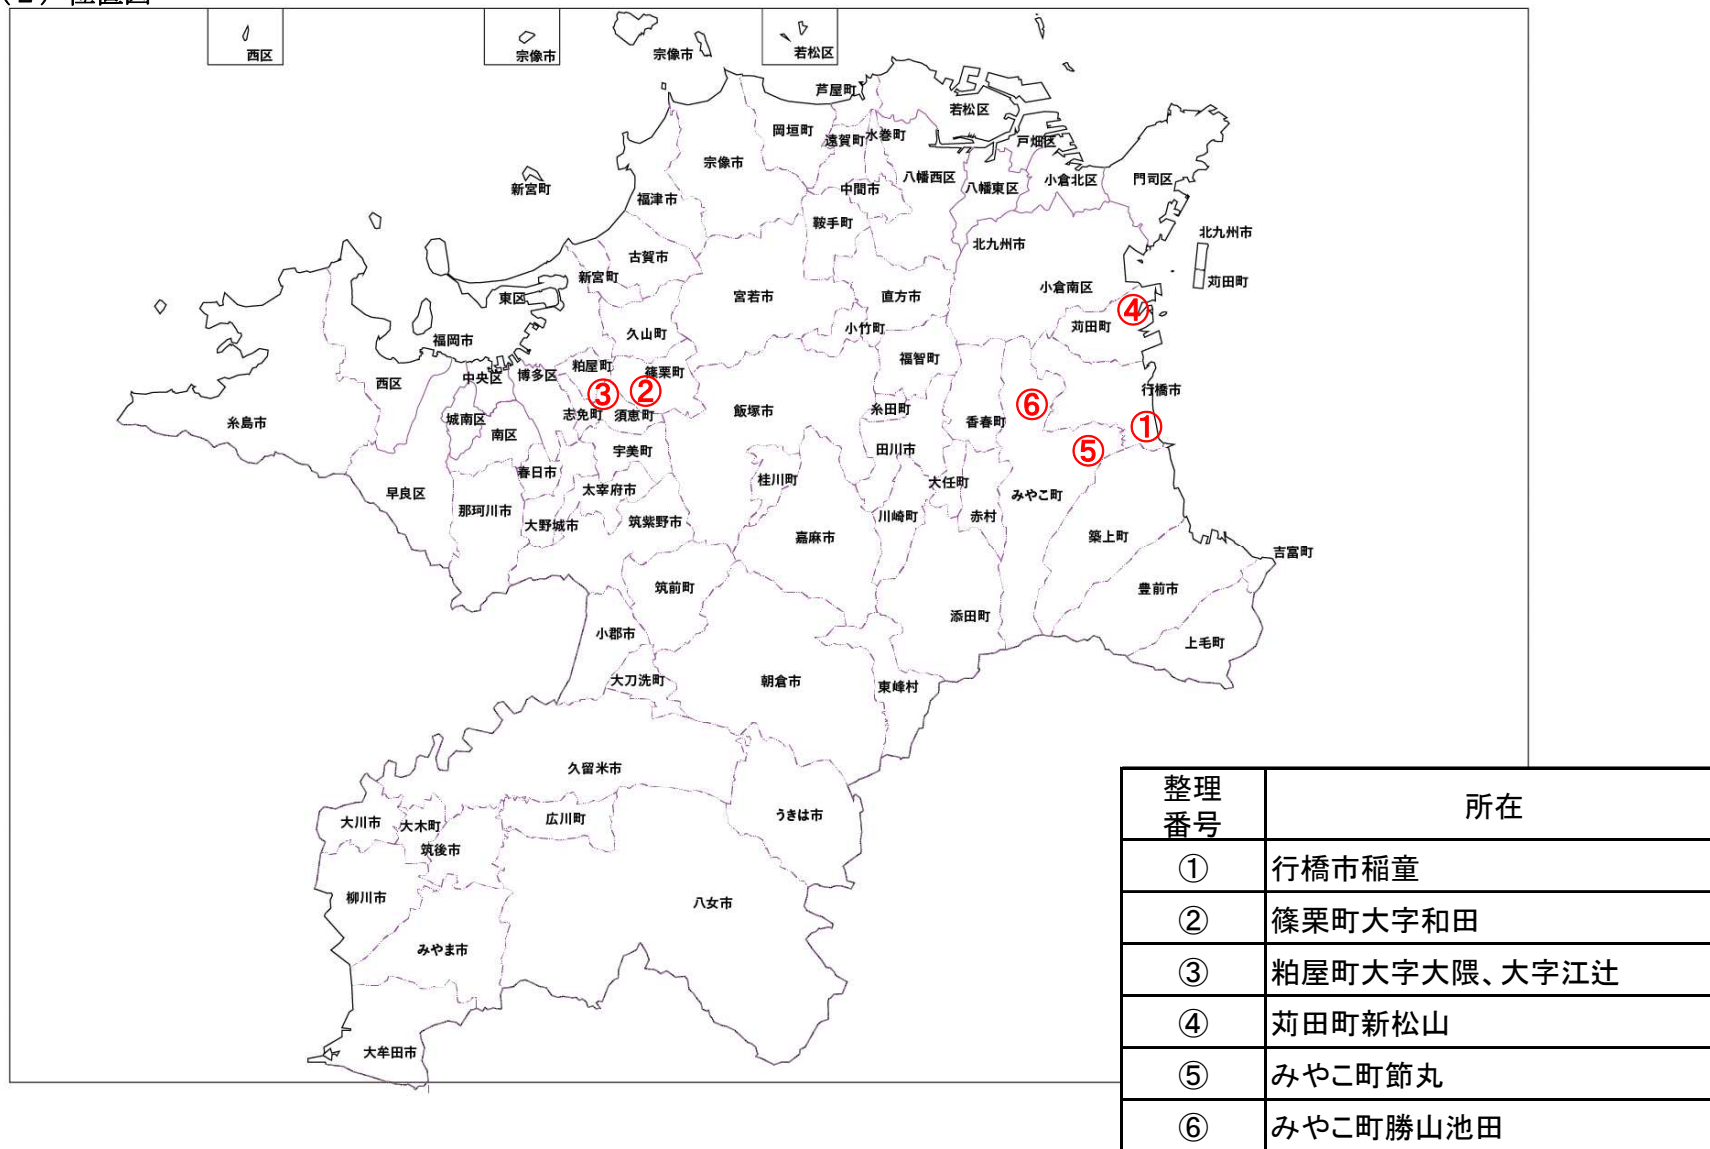 西区
宗像市
宗像市
若松区
芦屋町
若松区
岡垣町
遠賀町
水巻町
戸畑区
宗像市
八幡西区
八幡東区
小倉北区
門司区
新宮町
福津市
中間市
鞍手町
北九州市
北九州市
古賀市
新宮町
小倉南区
苅田町
東区
宮若市
直方市
④
福岡市
久山町
小竹町
苅田町
粕屋町
篠栗町
福智町
西区
中央区
博多区
③
②
行橋市
糸島市
城南区
志免町
須恵町
飯塚市
糸田町
香春町
⑥
①
南区
宇美町
田川市
⑤
春日市
早良区
太宰府市
桂川町
大任町
みやこ町
那珂川市
大野城市
筑紫野市
嘉麻市
川崎町
赤村
築上町
吉富町
筑前町
豊前市
添田町
小郡市
上毛町
大刀洗町
朝倉市
東峰村
久留米市
大川市
大木町
広川町
うきは市
筑後市
柳川市
八女市
みやま市
大牟田市
整理
番号
所在
① 行橋市稲童
② 篠栗町大字和田
③ 粕屋町大字大隈、大字江辻
④ 苅田町新松山
⑤ みやこ町節丸
⑥ みやこ町勝山池田